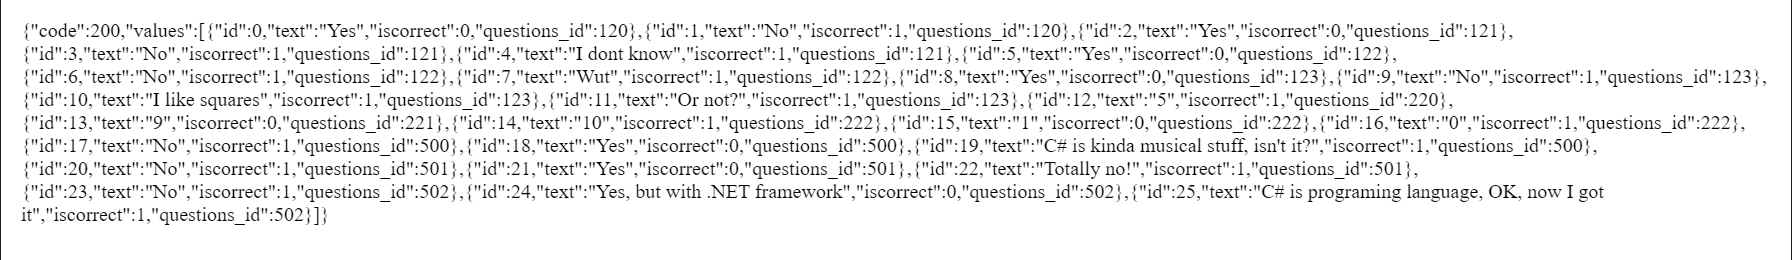 {"code":200,"values":[{"id":0,"text":"Yes","iscorrect":0,"questions_id":120},{"id":1,"text":"No","iscorrect":1,"questions_id":120},{"id":2,"text":"Yes","iscorrect":0,"questions_id":121},
{"id":3,"text":"No","iscorrect":1,"questions_id":121},{"id":4,"text":"I dont know","iscorrect":1,"questions_id":121},{"id":5,"text":"Yes","iscorrect":0,"questions_id":122},
{"id":6,"text":"No","iscorrect":1,"questions_id":122},{"id":7,"text":"Wut","iscorrect":1,"questions_id":122},{"id":8,"text":"Yes","iscorrect":0,"questions_id":123},{"id":9,"text":"No","iscorrect":1,"questions_id":123},
{"id":10,"text":"I like squares","iscorrect":1,"questions_id":123},{"id":11,"text":"Or not?","iscorrect":1,"questions_id":123},{"id":12,"text":"5","iscorrect":1,"questions_id":220},
{"id":13,"text":"9","iscorrect":0,"questions_id":221},{"id":14,"text":"10","iscorrect":1,"questions_id":222},{"id":15,"text":"1","iscorrect":0,"questions_id":222},{"id":16,"text":"0","iscorrect":1,"questions_id":222},
{"id":17,"text":"No","iscorrect":1,"questions_id":500},{"id":18,"text":"Yes","iscorrect":0,"questions_id":500},{"id":19,"text":"C# is kinda musical stuff, isn't it?","iscorrect":1,"questions_id":500},
{"id":20,"text":"No","iscorrect":1,"questions_id":501},{"id":21,"text":"Yes","iscorrect":0,"questions_id":501},{"id":22,"text":"Totally no!","iscorrect":1,"questions_id":501},
{"id":23,"text":"No","iscorrect":1,"questions_id":502},{"id":24,"text":"Yes, but with .NET framework","iscorrect":0,"questions_id":502},{"id":25,"text":"C# is programing language, OK, now I got
it","iscorrect":1,"questions_id":502}]}